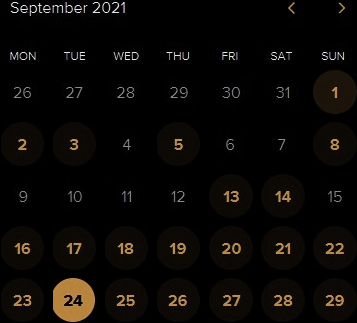 September 2021
MON TUE WED THU FRI SAT SUN
26 27 28 29 30 31 1
2 3 4 5 6 7 8
9 10 11 12 13 14 15
16 17 18 19 20 21 22
23 24 25 26 27 28 29